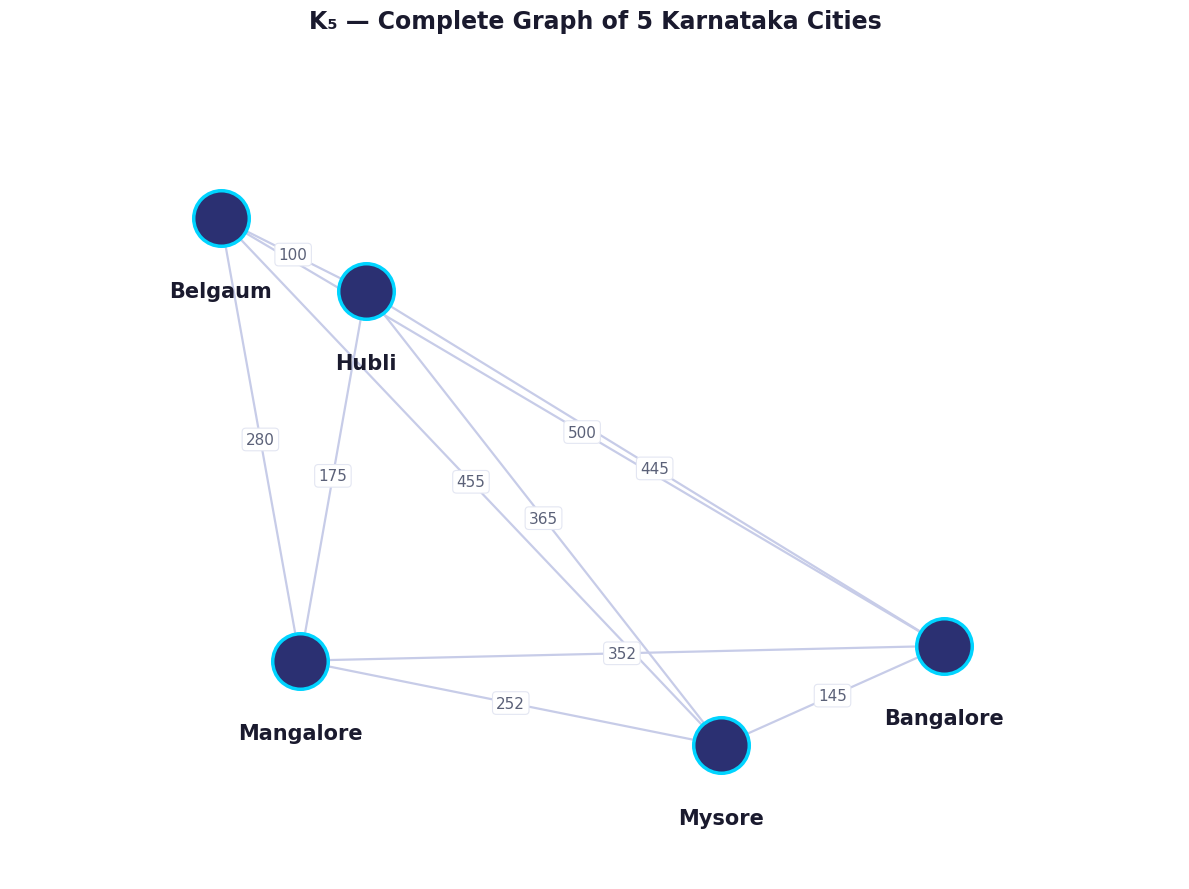 K₅ — Complete Graph of 5 Karnataka Cities
100
Belgaum
Hubli
500
280
445
175
455
365
352
252
145
Bangalore
Mangalore
Mysore